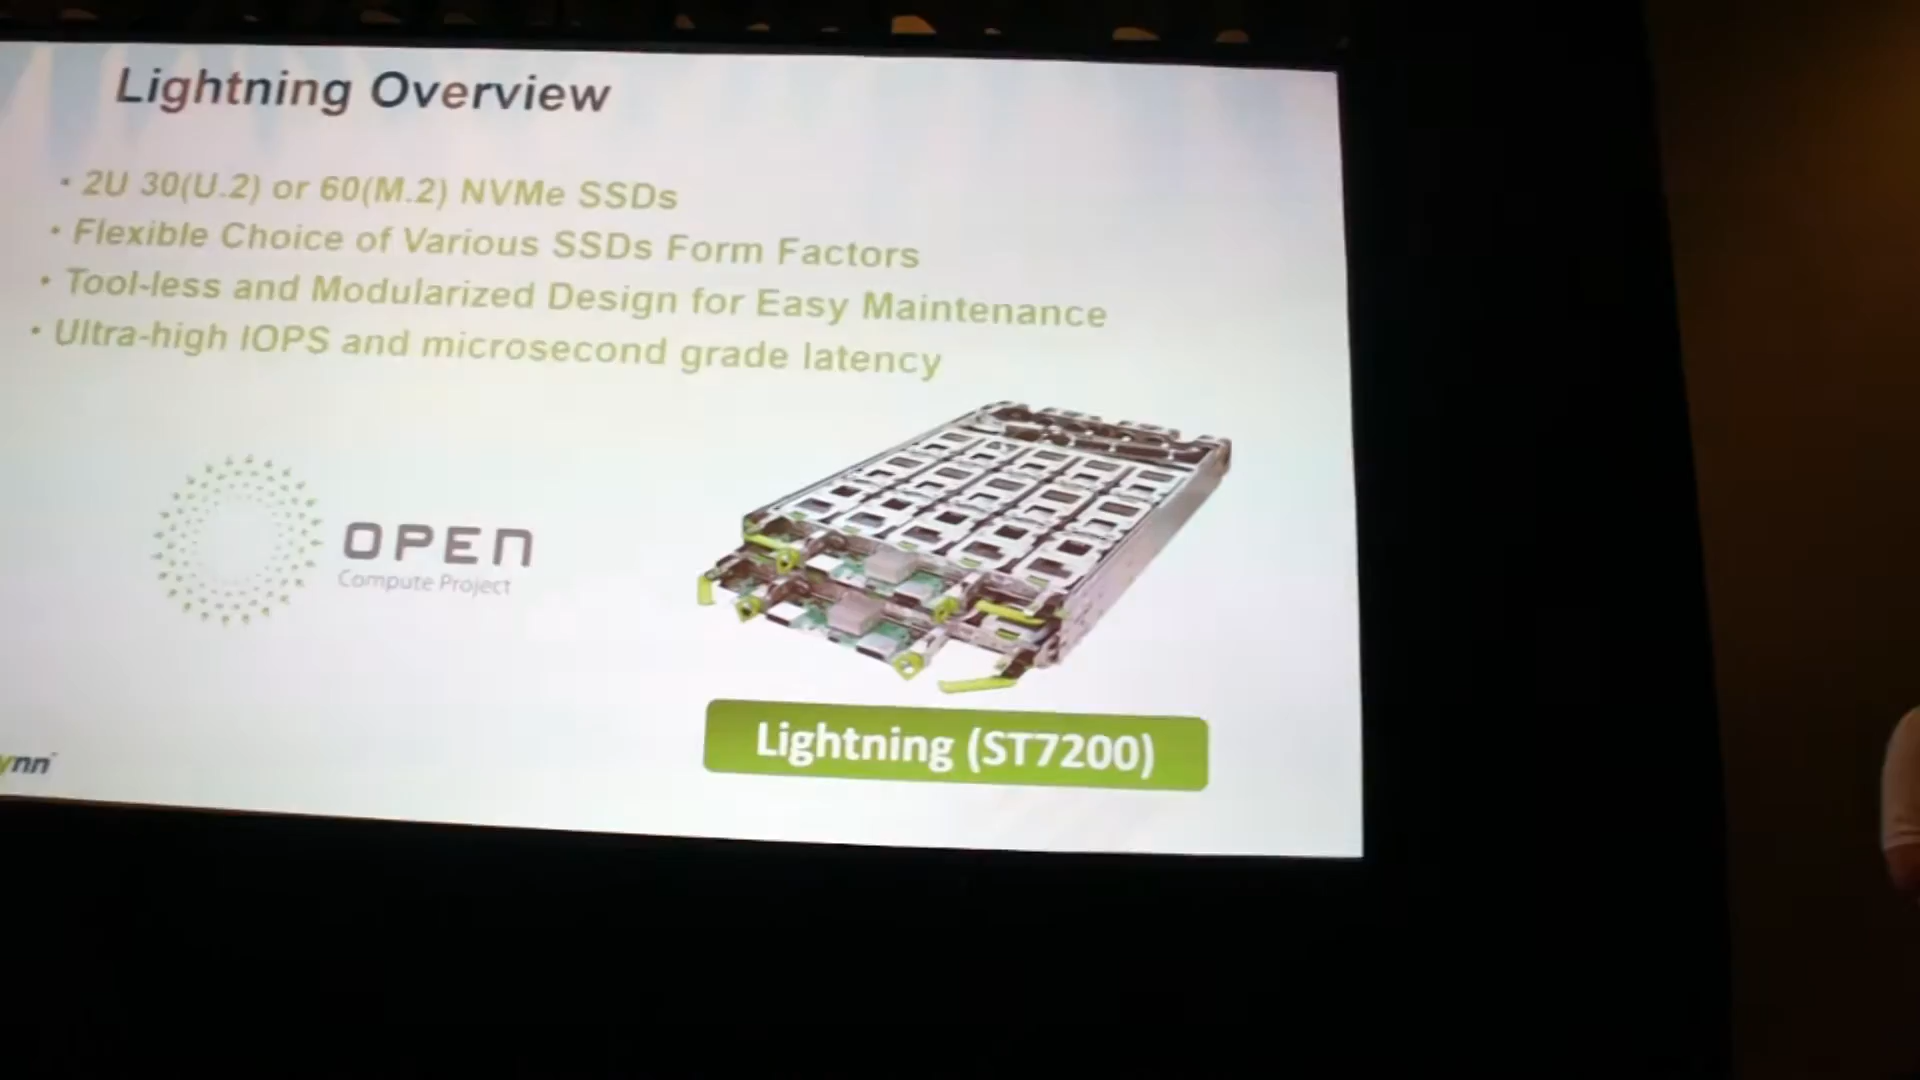 Lightning Overview
• 2U 30(U.2) or 60(M.2) NVMe SSDs
• Flexible Choice of Various SSDs Form Factors
• Tool-less and Modularized Design for Easy Maintenance
• Ultra-high IOPS and microsecond grade latency
OPEN
Compute Project
Lightning (ST7200)
ynn